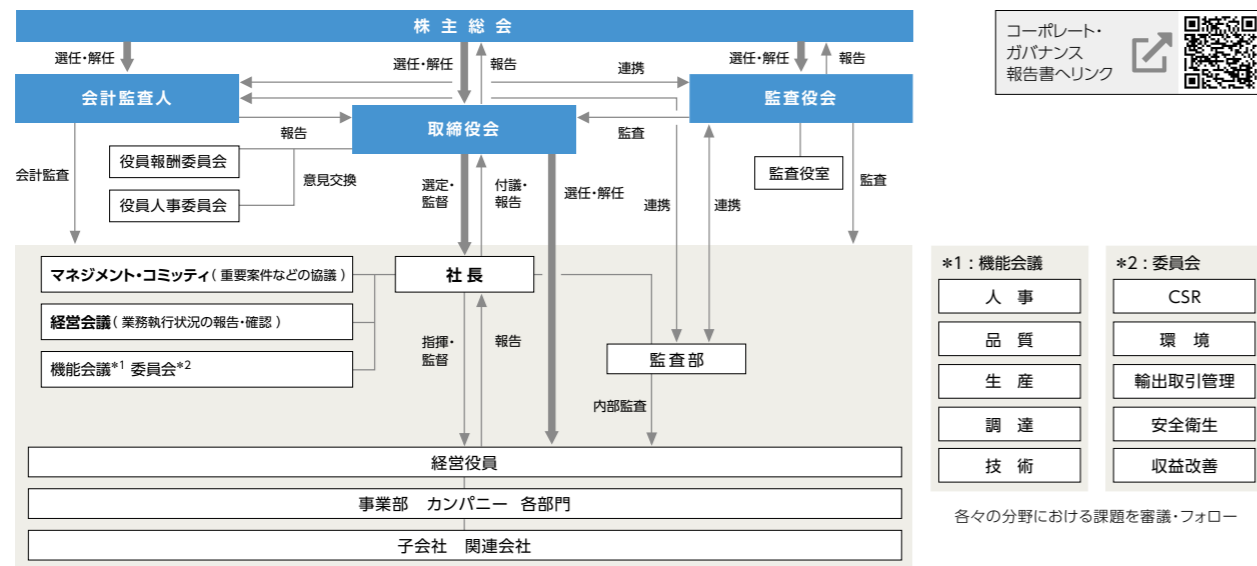 株主総会
コーポレート・
ガバナンス
報告書へリンク
選任・解任
選任・解任
報告
連携
選任・解任
報告
会計監査人
監査役会
取締役会
報告
監査
役員報酬委員会
役員人事委員会
意見交換
会計監査
選定・
監督
付議・
報告
選任・解任
連携
連携
監査役室
監査
マネジメント・コミッティ(重要案件などの協議)
社長
経営会議(業務執行状況の報告・確認)
機能会議*1 委員会*2
指揮・
監督
報告
監査部
内部監査
経営役員
事業部 カンパニー 各部門
子会社 関連会社
*1:機能会議
人 事
品 質
生 産
調 達
技 術
*2:委員会
CSR
環 境
輸出取引管理
安全衛生
収益改善
各々の分野における課題を審議・フォロー